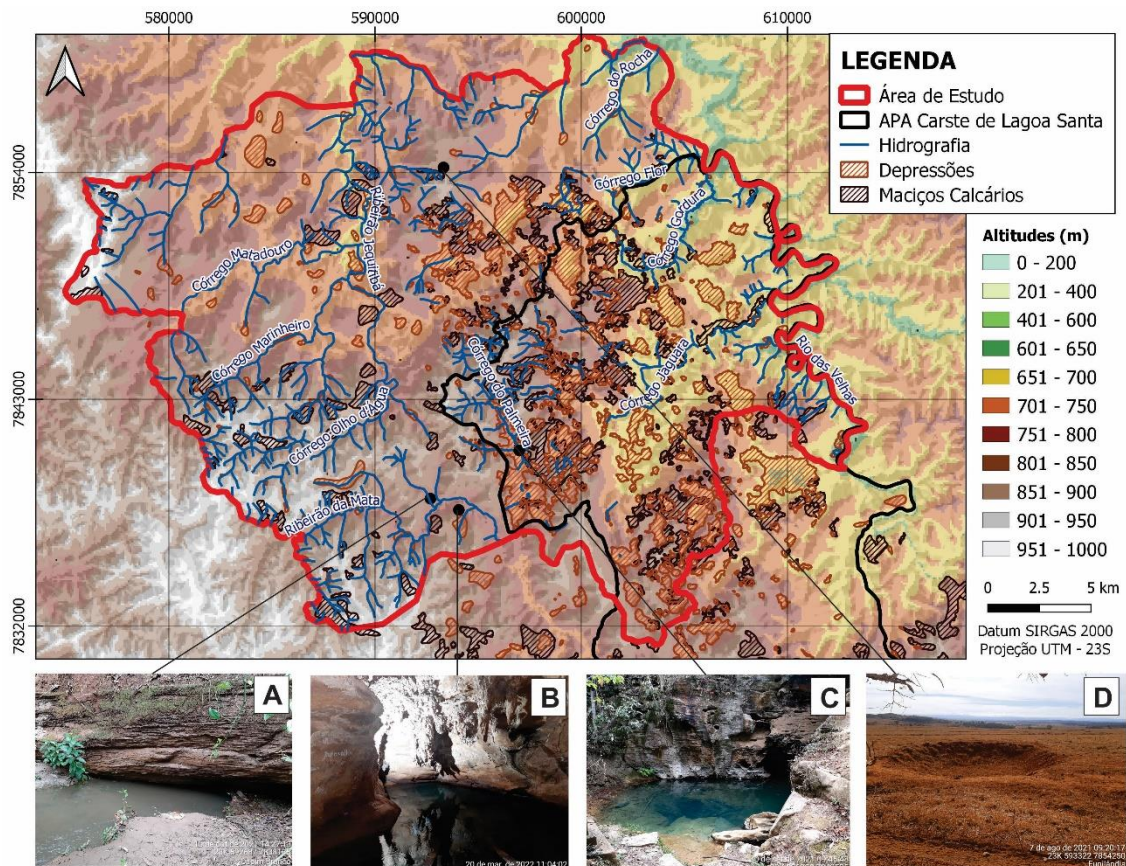 580000
590000
600000
610000
7854000
7843000
7832000
LEGENDA
Área de Estudo
APA Carste de Lagoa Santa
Hidrografia
Depressões
Maciços Calcários
Altitudes (m)
0 - 200
201 - 400
401 - 600
601 - 650
651 - 700
701 - 750
751 - 800
801 - 850
851 - 900
901 - 950
951 - 1000
0 2.5 5 km
Datum SIRGAS 2000
Projeção UTM - 23S
Córrego do Rocha
Córrego Flor
Córrego Gordura
Ribeirão Jequitibá
Córrego Matadouro
Córrego Marinheiro
Córrego do Palmeira
Córrego Jaguara
Rio das Velhas
Córrego Olho d'Água
Ribeirão da Mata
A
B
20 de mar. de 2022 11:04:02
C
D
7 de ago de 2021 09:20:17
23K 593322 7854253
Funilândia